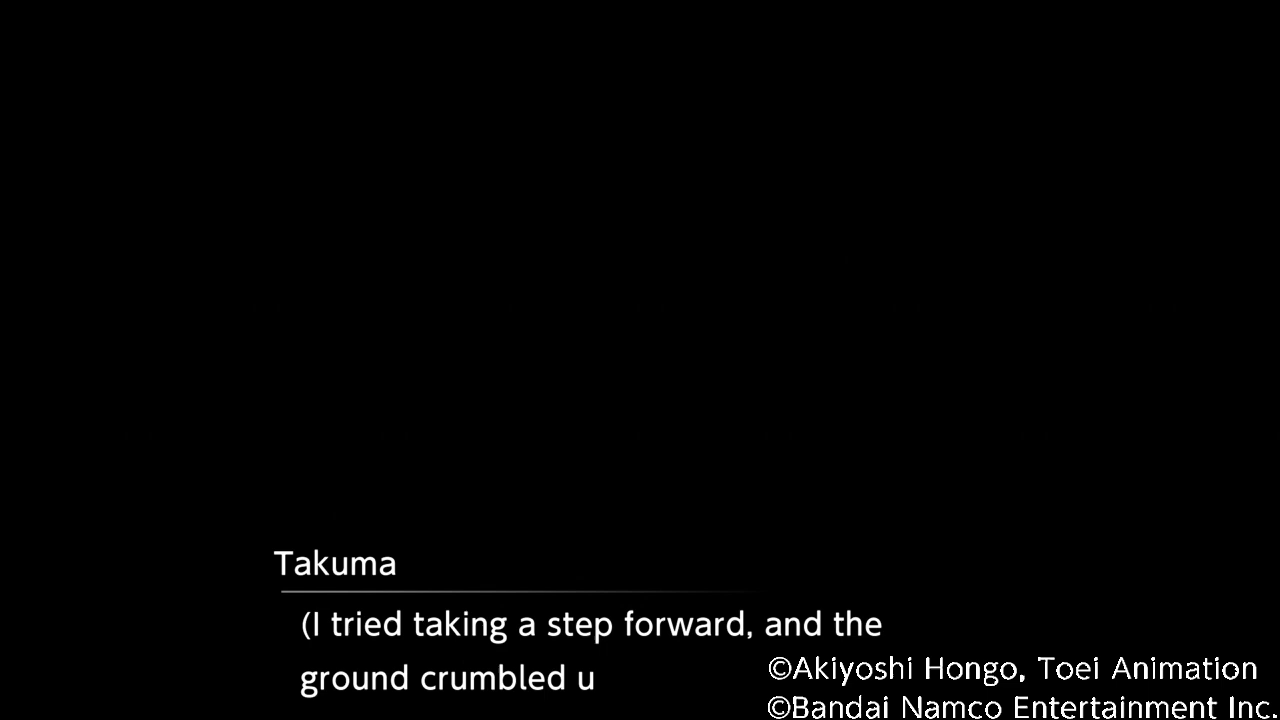 Takuma
(I tried taking a step forward, and the
ground crumbled u
©Akiyoshi Hongo, Toei Animation
©Bandai Namco Entertainment Inc.